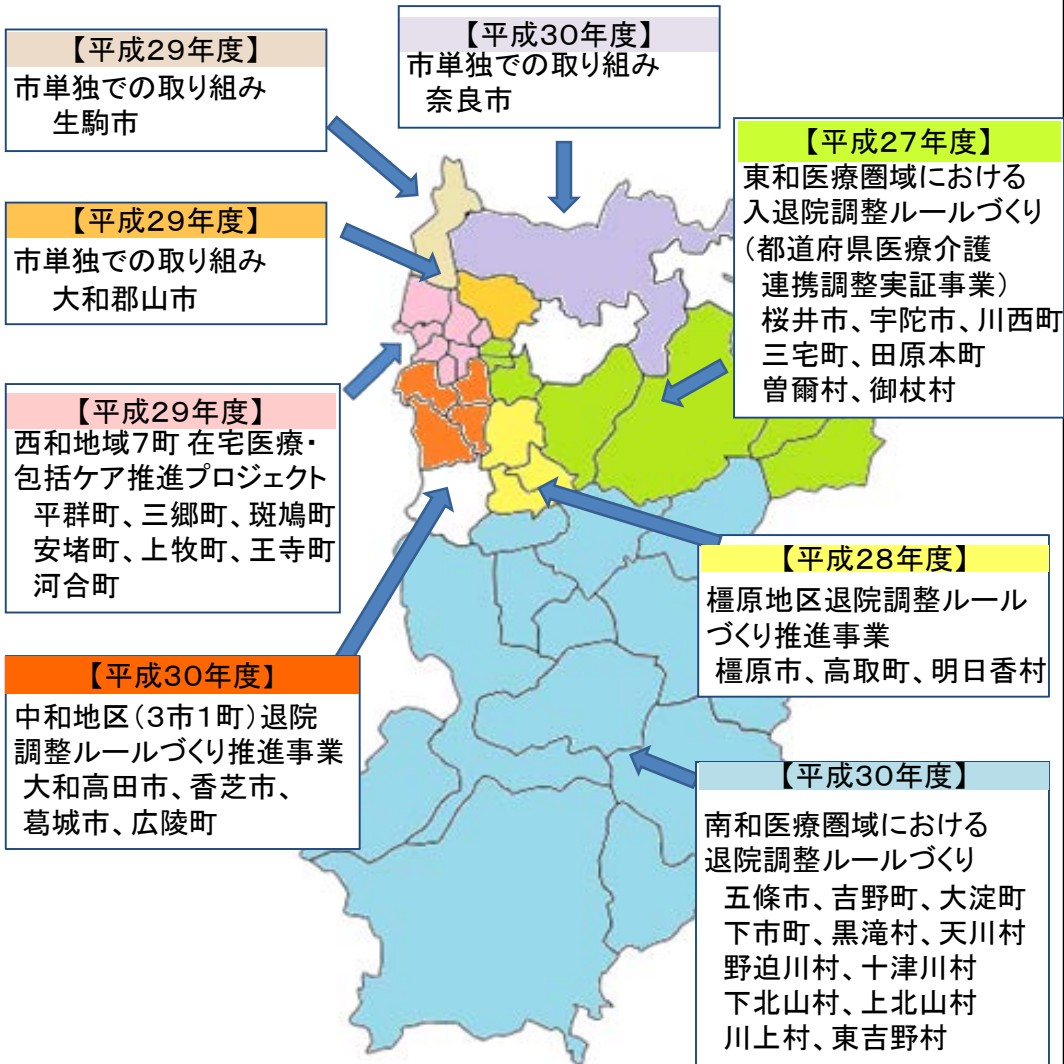 【平成29年度】
市単独での取り組み
生駒市
【平成30年度】
市単独での取り組み
奈良市
【平成27年度】
東和医療圏域における
入退院調整ルールづくり
（都道府県医療介護
連携調整実証事業）
桜井市、宇陀市、川西町
三宅町、田原本町
曽爾村、御杖村
【平成29年度】
市単独での取り組み
大和郡山市
【平成29年度】
西和地域7町 在宅医療・
包括ケア推進プロジェクト
平群町、三郷町、斑鳩町
安堵町、上牧町、王寺町
河合町
【平成28年度】
橿原地区退院調整ルール
づくり推進事業
橿原市、高取町、明日香村
【平成30年度】
中和地区（3市1町）退院
調整ルールづくり推進事業
大和高田市、香芝市、
葛城市、広陵町
【平成30年度】
南和医療圏域における
退院調整ルールづくり
五條市、吉野町、大淀町
下市町、黒滝村、天川村
野迫川村、十津川村
下北山村、上北山村
川上村、東吉野村